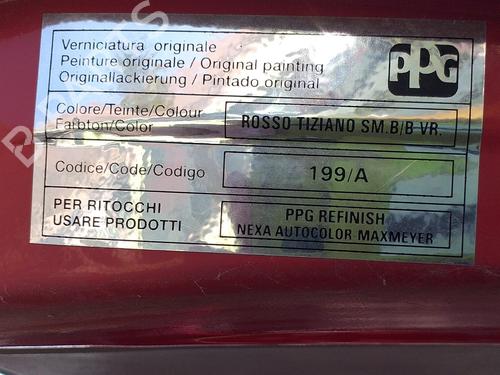 Verniciatura originale
Peinture originale / Original painting
Originallackierung / Pintado original
PPG
Colore/Teinte/Colour
Farbton/Color
ROSSO TIZIANO SM.B/B VR.
Codice/Code/Codigo
199/A
PER RITOCCHI
USARE PRODOTTI
PPG REFINISH
NEXA AUTOCOLOR MAXMEYER